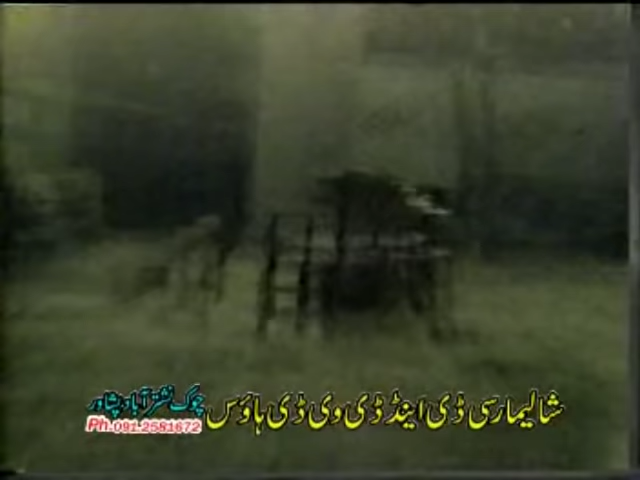 شالیمار سی ڈی اینڈ ڈی وی ڈی ہاؤس
چوک نشتر آباد پشاور
Ph.091.2581672